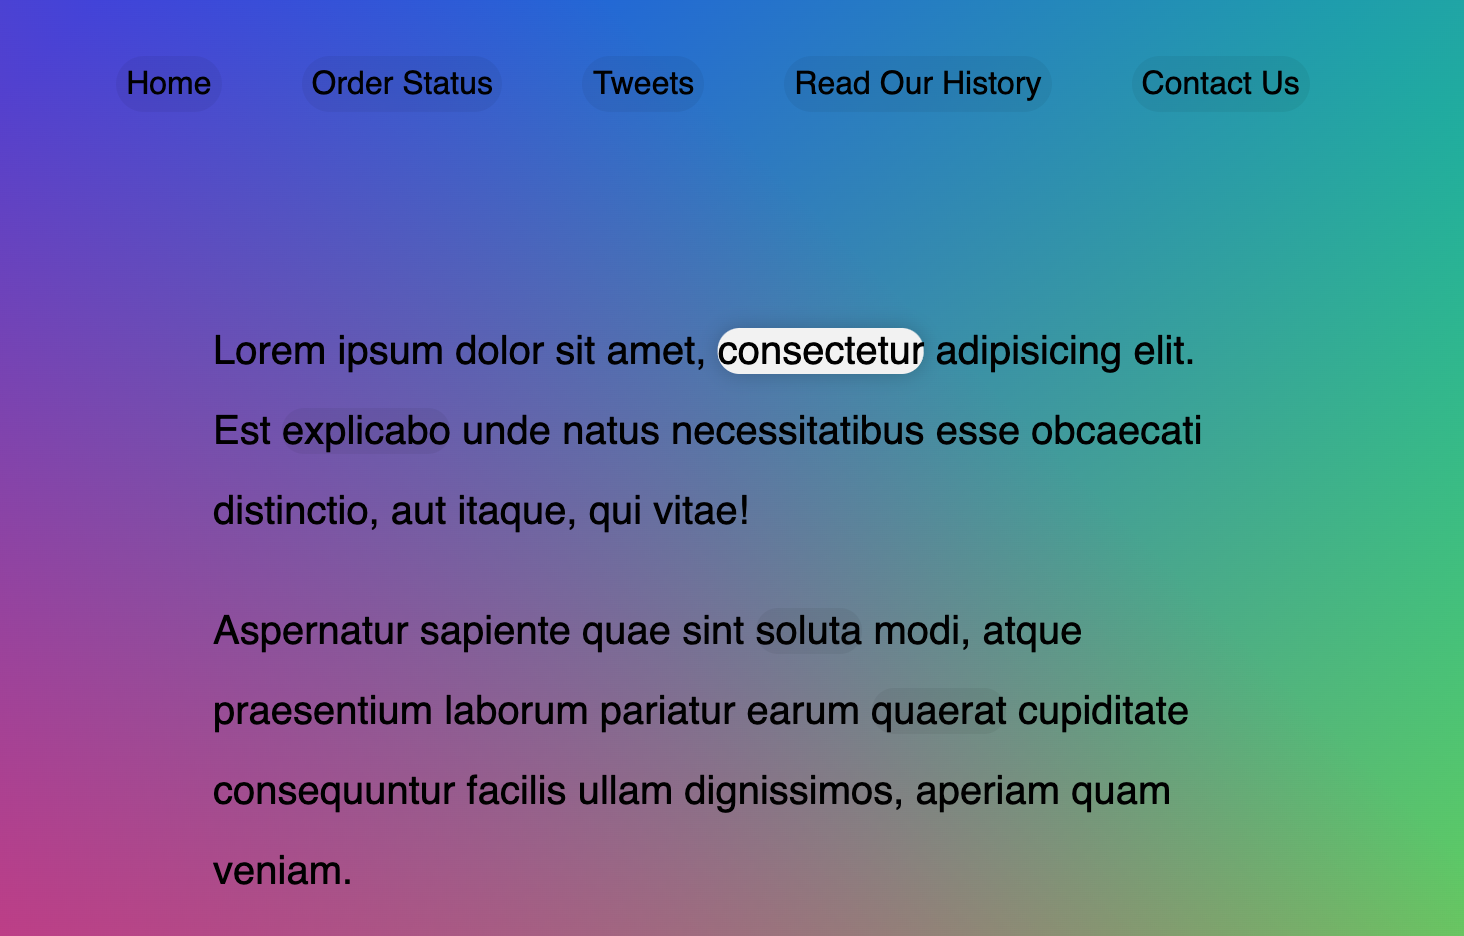 Home Order Status Tweets Read Our History Contact Us
Lorem ipsum dolor sit amet, consectetur adipisicing elit.
Est explicabo unde natus necessitatibus esse obcaecati
distinctio, aut itaque, qui vitae!
Aspernatur sapiente quae sint soluta modi, atque
praesentium laborum pariatur earum quaerat cupiditate
consequuntur facilis ullam dignissimos, aperiam quam
veniam.